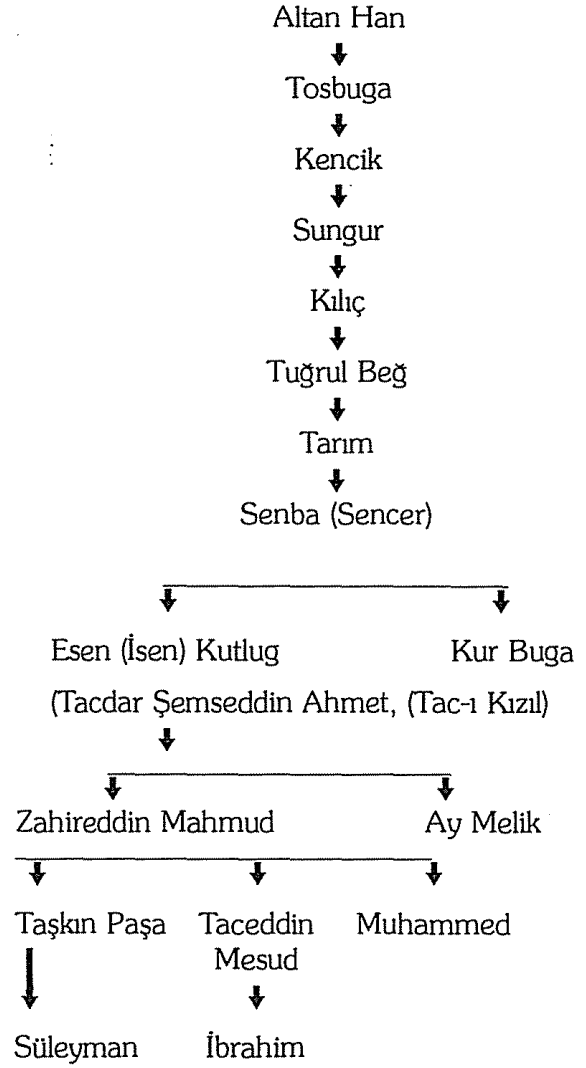 Altan Han
Tosbuga
Kencik
Sungur
Kılıç
Tuğrul Beğ
Tarım
Senba (Sencer)
Esen (İsen) Kutlug Kur Buga
(Tacdar Şemseddin Ahmet, (Tac-ı Kızıl)
Zahireddin Mahmud Ay Melik
Taşkın Paşa Taceddin Muhammed
Mesud
Süleyman İbrahim